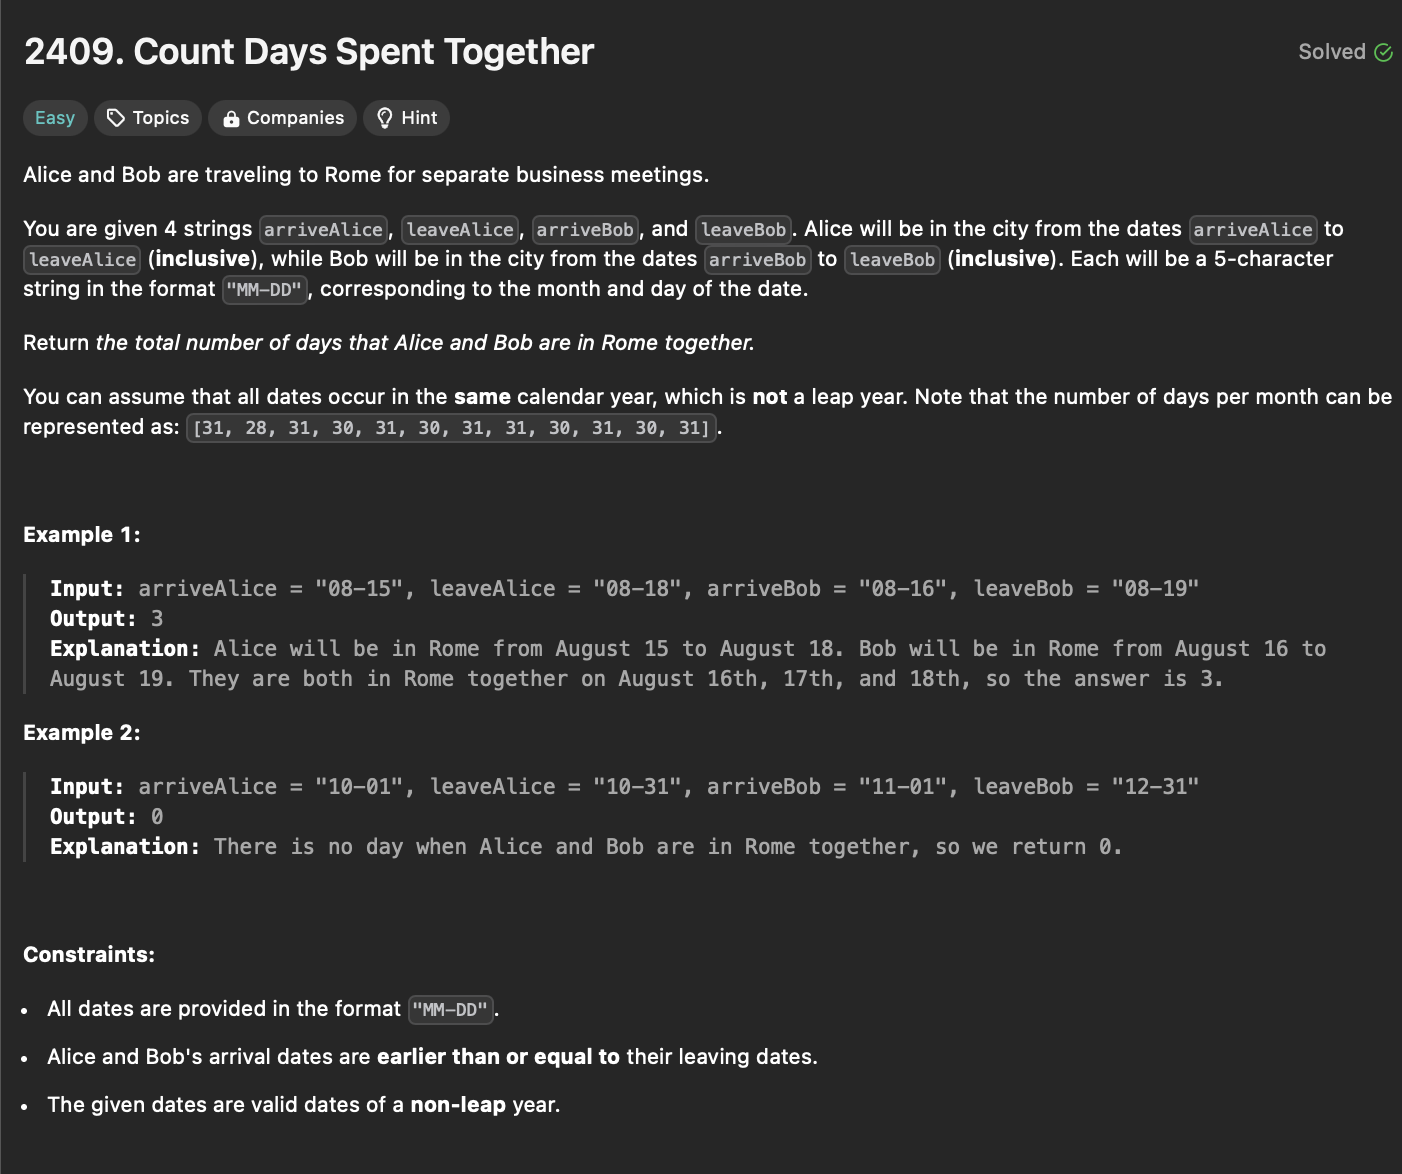 2409. Count Days Spent Together
Solved
Easy Topics Companies Hint
Alice and Bob are traveling to Rome for separate business meetings.
You are given 4 strings arriveAlice, leaveAlice, arriveBob, and leaveBob. Alice will be in the city from the dates arriveAlice to
leaveAlice (inclusive), while Bob will be in the city from the dates arriveBob to leaveBob (inclusive). Each will be a 5-character
string in the format "MM-DD", corresponding to the month and day of the date.
Return the total number of days that Alice and Bob are in Rome together.
You can assume that all dates occur in the same calendar year, which is not a leap year. Note that the number of days per month can be
represented as: [31, 28, 31, 30, 31, 30, 31, 31, 30, 31, 30, 31].
Example 1:
Input: arriveAlice = "08-15", leaveAlice = "08-18", arriveBob = "08-16", leaveBob = "08-19"
Output: 3
Explanation: Alice will be in Rome from August 15 to August 18. Bob will be in Rome from August 16 to
August 19. They are both in Rome together on August 16th, 17th, and 18th, so the answer is 3.
Example 2:
Input: arriveAlice = "10-01", leaveAlice = "10-31", arriveBob = "11-01", leaveBob = "12-31"
Output: 0
Explanation: There is no day when Alice and Bob are in Rome together, so we return 0.
Constraints:
• All dates are provided in the format "MM-DD".
• Alice and Bob's arrival dates are earlier than or equal to their leaving dates.
• The given dates are valid dates of a non-leap year.